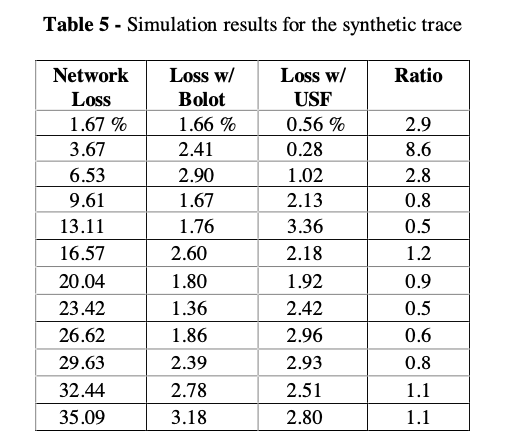 Table 5 - Simulation results for the synthetic trace
Network Loss w/ Loss w/ Ratio
Loss Bolot USF
1.67 % 1.66 % 0.56 % 2.9
3.67 2.41 0.28 8.6
6.53 2.90 1.02 2.8
9.61 1.67 2.13 0.8
13.11 1.76 3.36 0.5
16.57 2.60 2.18 1.2
20.04 1.80 1.92 0.9
23.42 1.36 2.42 0.5
26.62 1.86 2.96 0.6
29.63 2.39 2.93 0.8
32.44 2.78 2.51 1.1
35.09 3.18 2.80 1.1